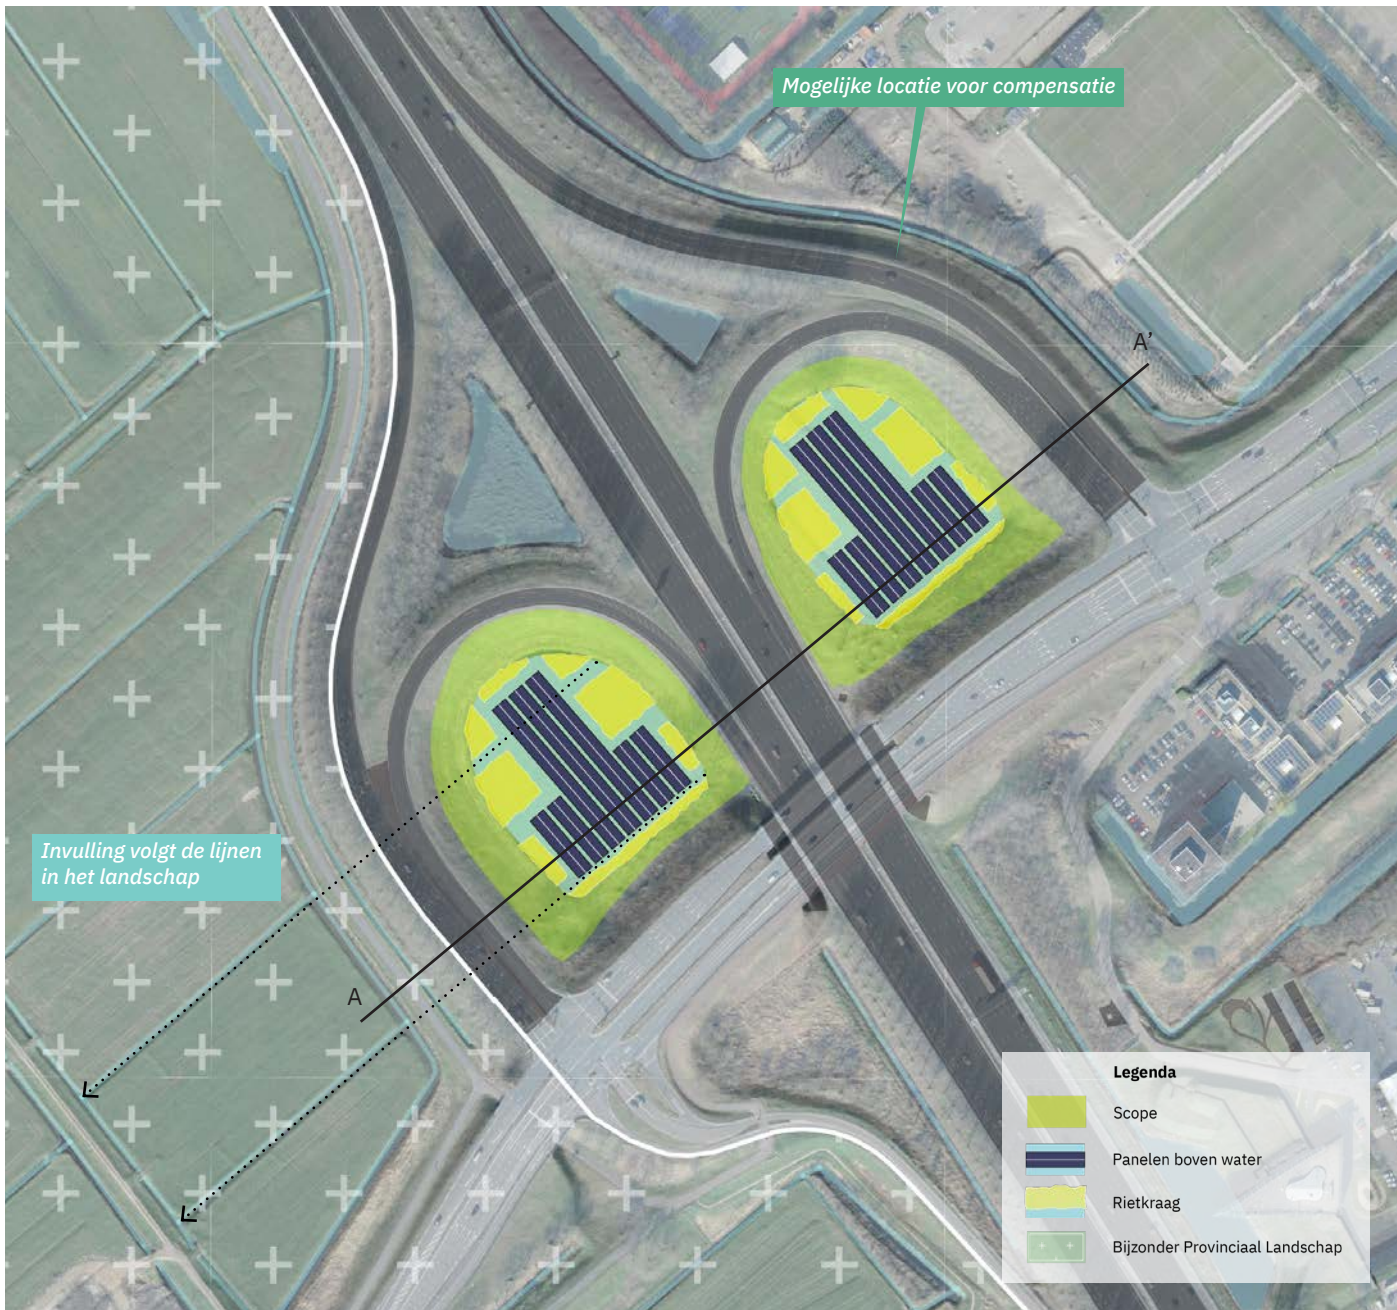 Mogelijke locatie voor compensatie
A’
Invulling volgt de lijnen
in het landschap
A
Legenda
Scope
Panelen boven water
Rietkraag
Bijzonder Provinciaal Landschap